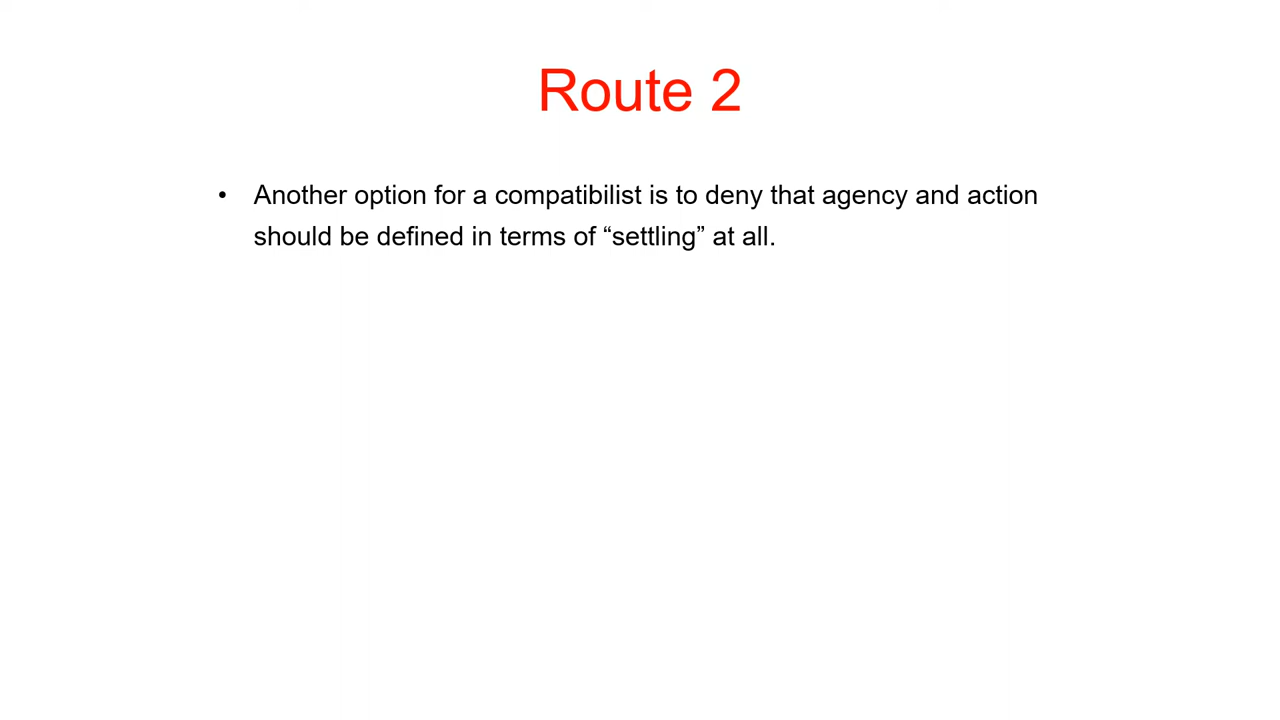 Route 2
• Another option for a compatibilist is to deny that agency and action
should be defined in terms of “settling” at all.